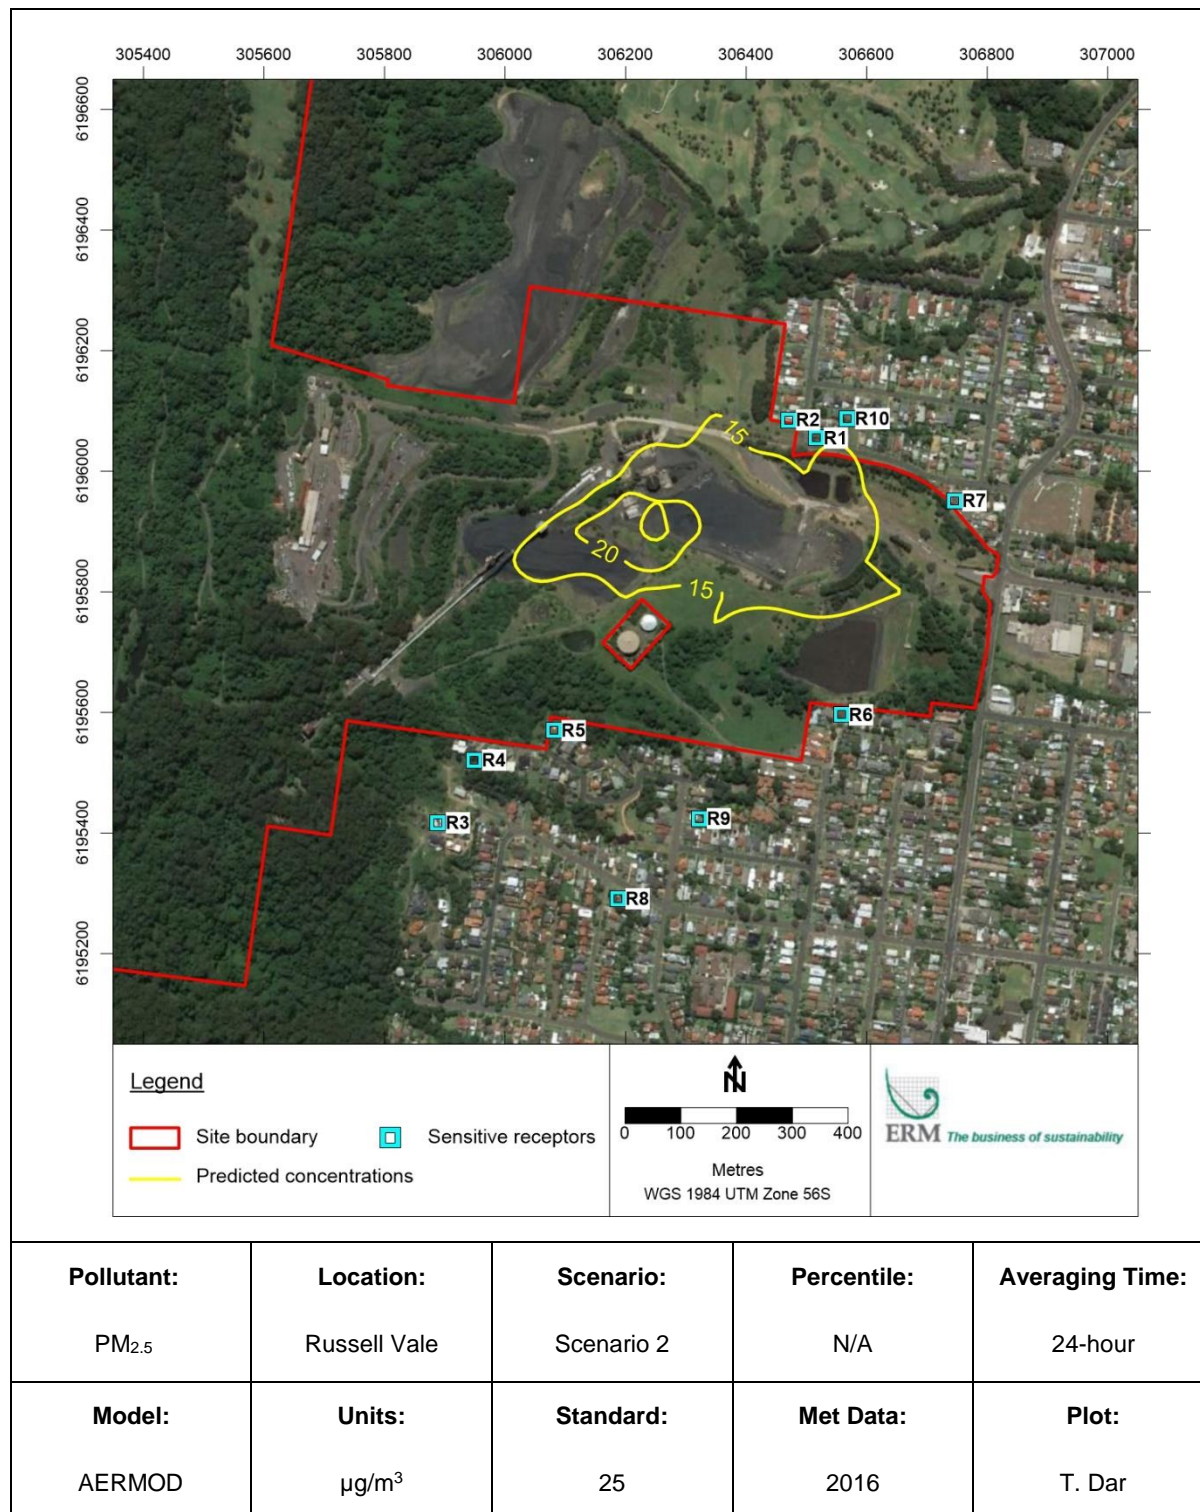 305400 305600 305800 306000 306200 306400 306600 306800 307000
6196600
6196400
6196200
6196000
6195800
6195600
6195400
6195200
15
R2
R10
R1
R7
20
15
R6
R5
R4
R3
R9
R8
Legend
Site boundary
Sensitive receptors
Predicted concentrations
N
0 100 200 300 400
Metres
WGS 1984 UTM Zone 56S
ERM The business of sustainability
Pollutant: Location: Scenario: Percentile: Averaging Time:
PM2.5 Russell Vale Scenario 2 N/A 24-hour
Model: Units: Standard: Met Data: Plot:
AERMOD µg/m³ 25 2016 T. Dar